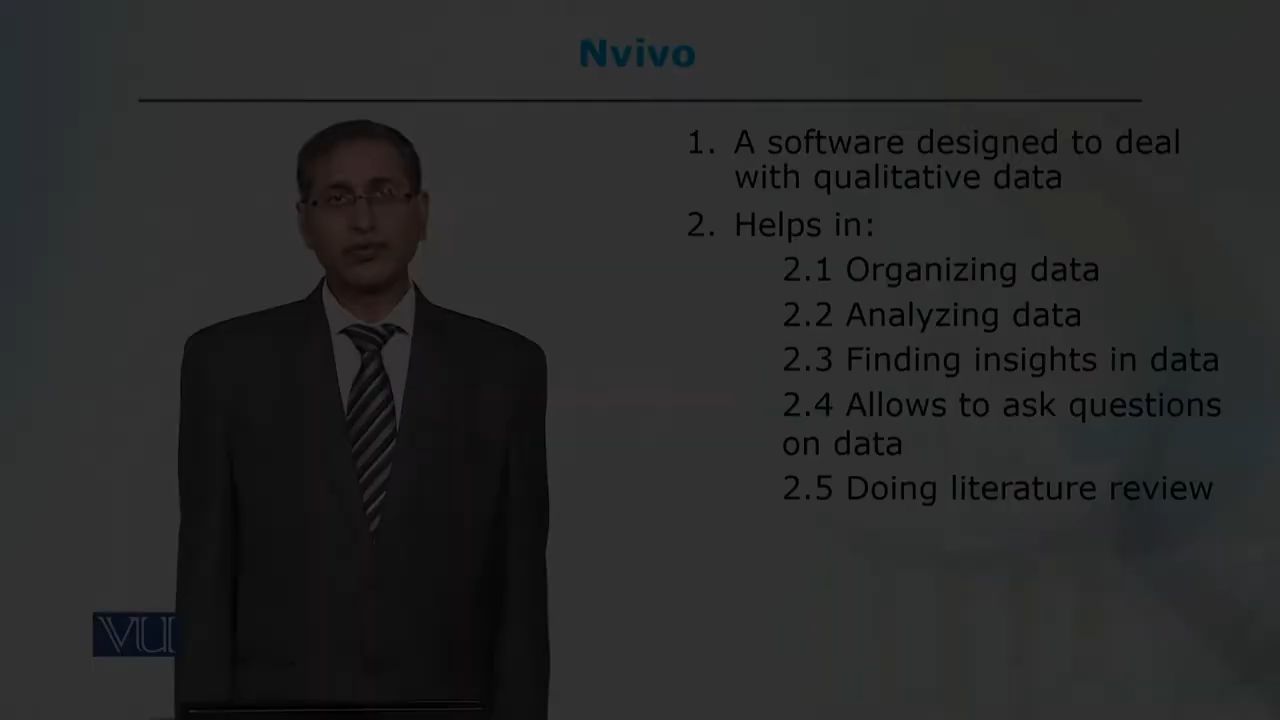 Nvivo
1. A software designed to deal
with qualitative data
2. Helps in:
2.1 Organizing data
2.2 Analyzing data
2.3 Finding insights in data
2.4 Allows to ask questions
on data
2.5 Doing literature review
VU